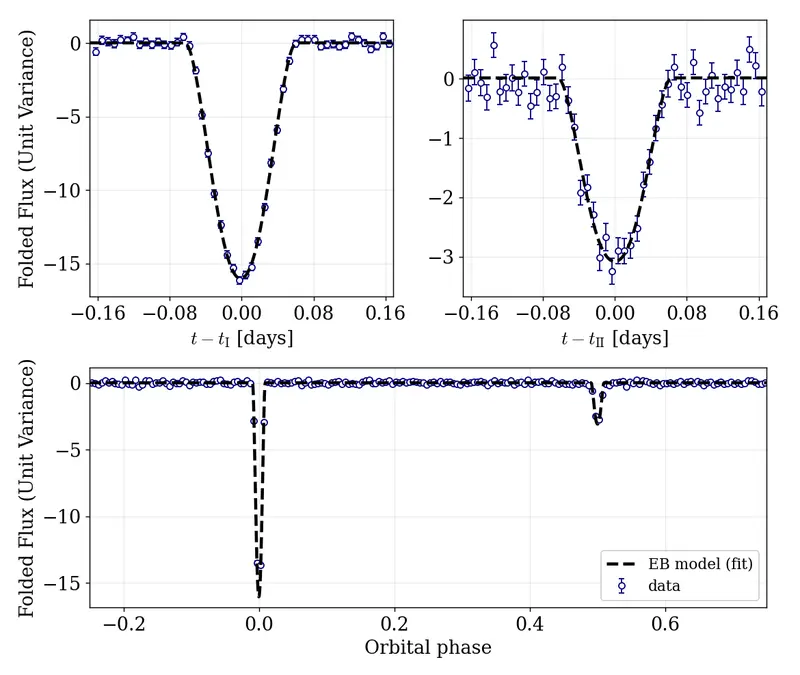 Folded Flux (Unit Variance)
0
−5
−10
−15
−0.16 −0.08 0.00 0.08 0.16
t − tI [days]
0
−1
−2
−3
−0.16 −0.08 0.00 0.08 0.16
t − tII [days]
Folded Flux (Unit Variance)
0
−5
−10
−15
EB model (fit)
data
−0.2 0.0 0.2 0.4 0.6
Orbital phase